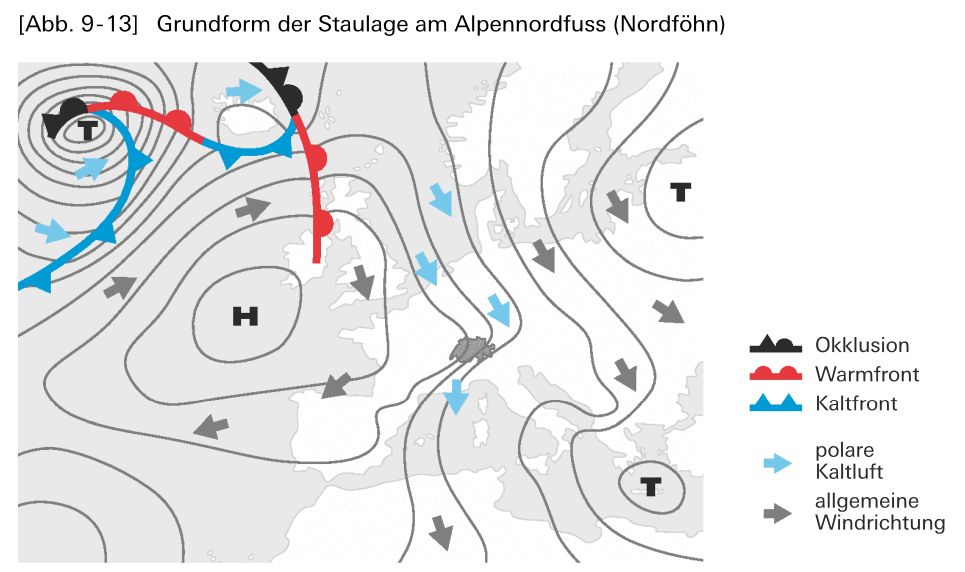 [Abb. 9-13] Grundform der Staulage am Alpennordfuss (Nordföhn)
T
T
H
T
Okklusion
Warmfront
Kaltfront
polare
Kaltluft
allgemeine
Windrichtung